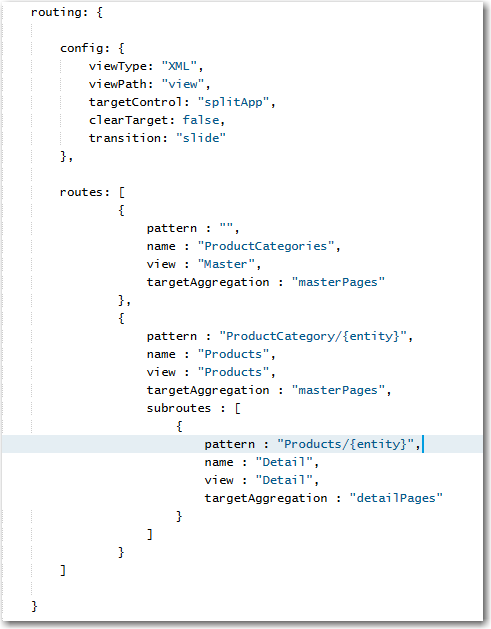 routing: {
config: {
viewType: "XML",
viewPath: "view",
targetControl: "splitApp",
clearTarget: false,
transition: "slide"
},
routes: [
{
pattern : "",
name : "ProductCategories",
view : "Master",
targetAggregation : "masterPages"
},
{
pattern : "ProductCategory/{entity}",
name : "Products",
view : "Products",
targetAggregation : "masterPages",
subroutes : [
{
pattern : "Products/{entity}",
name : "Detail",
view : "Detail",
targetAggregation : "detailPages"
}
]
}
]
}